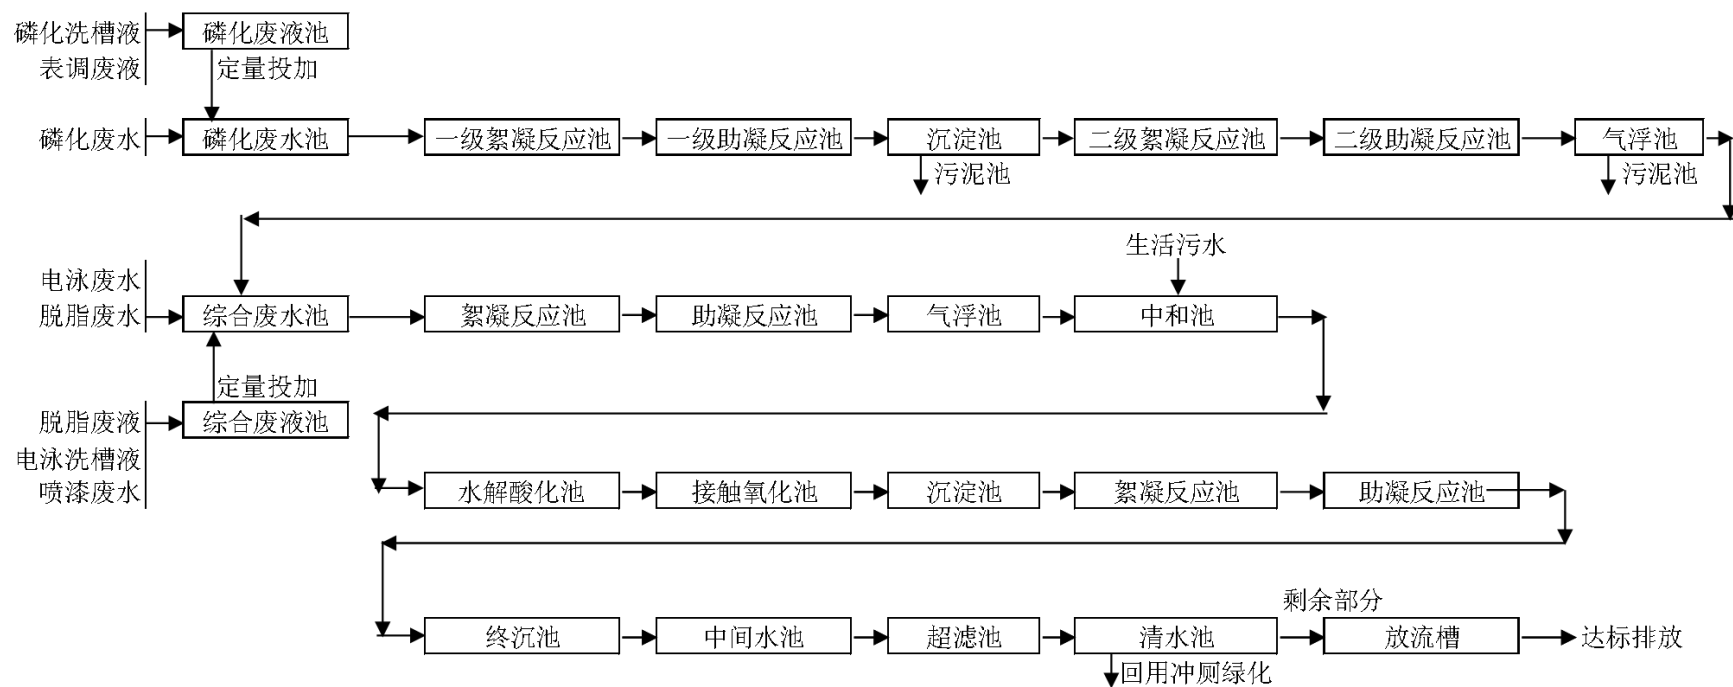 磷化洗槽液
磷化废液池
表调废液
定量投加
磷化废水
磷化废水池
一级絮凝反应池
一级助凝反应池
沉淀池
二级絮凝反应池
二级助凝反应池
气浮池
污泥池
污泥池
生活污水
电泳废水
脱脂废水
综合废水池
絮凝反应池
助凝反应池
气浮池
中和池
定量投加
脱脂废液
综合废液池
电泳洗槽液
喷漆废水
水解酸化池
接触氧化池
沉淀池
絮凝反应池
助凝反应池
剩余部分
终沉池
中间水池
超滤池
清水池
放流槽
达标排放
回用冲厕绿化